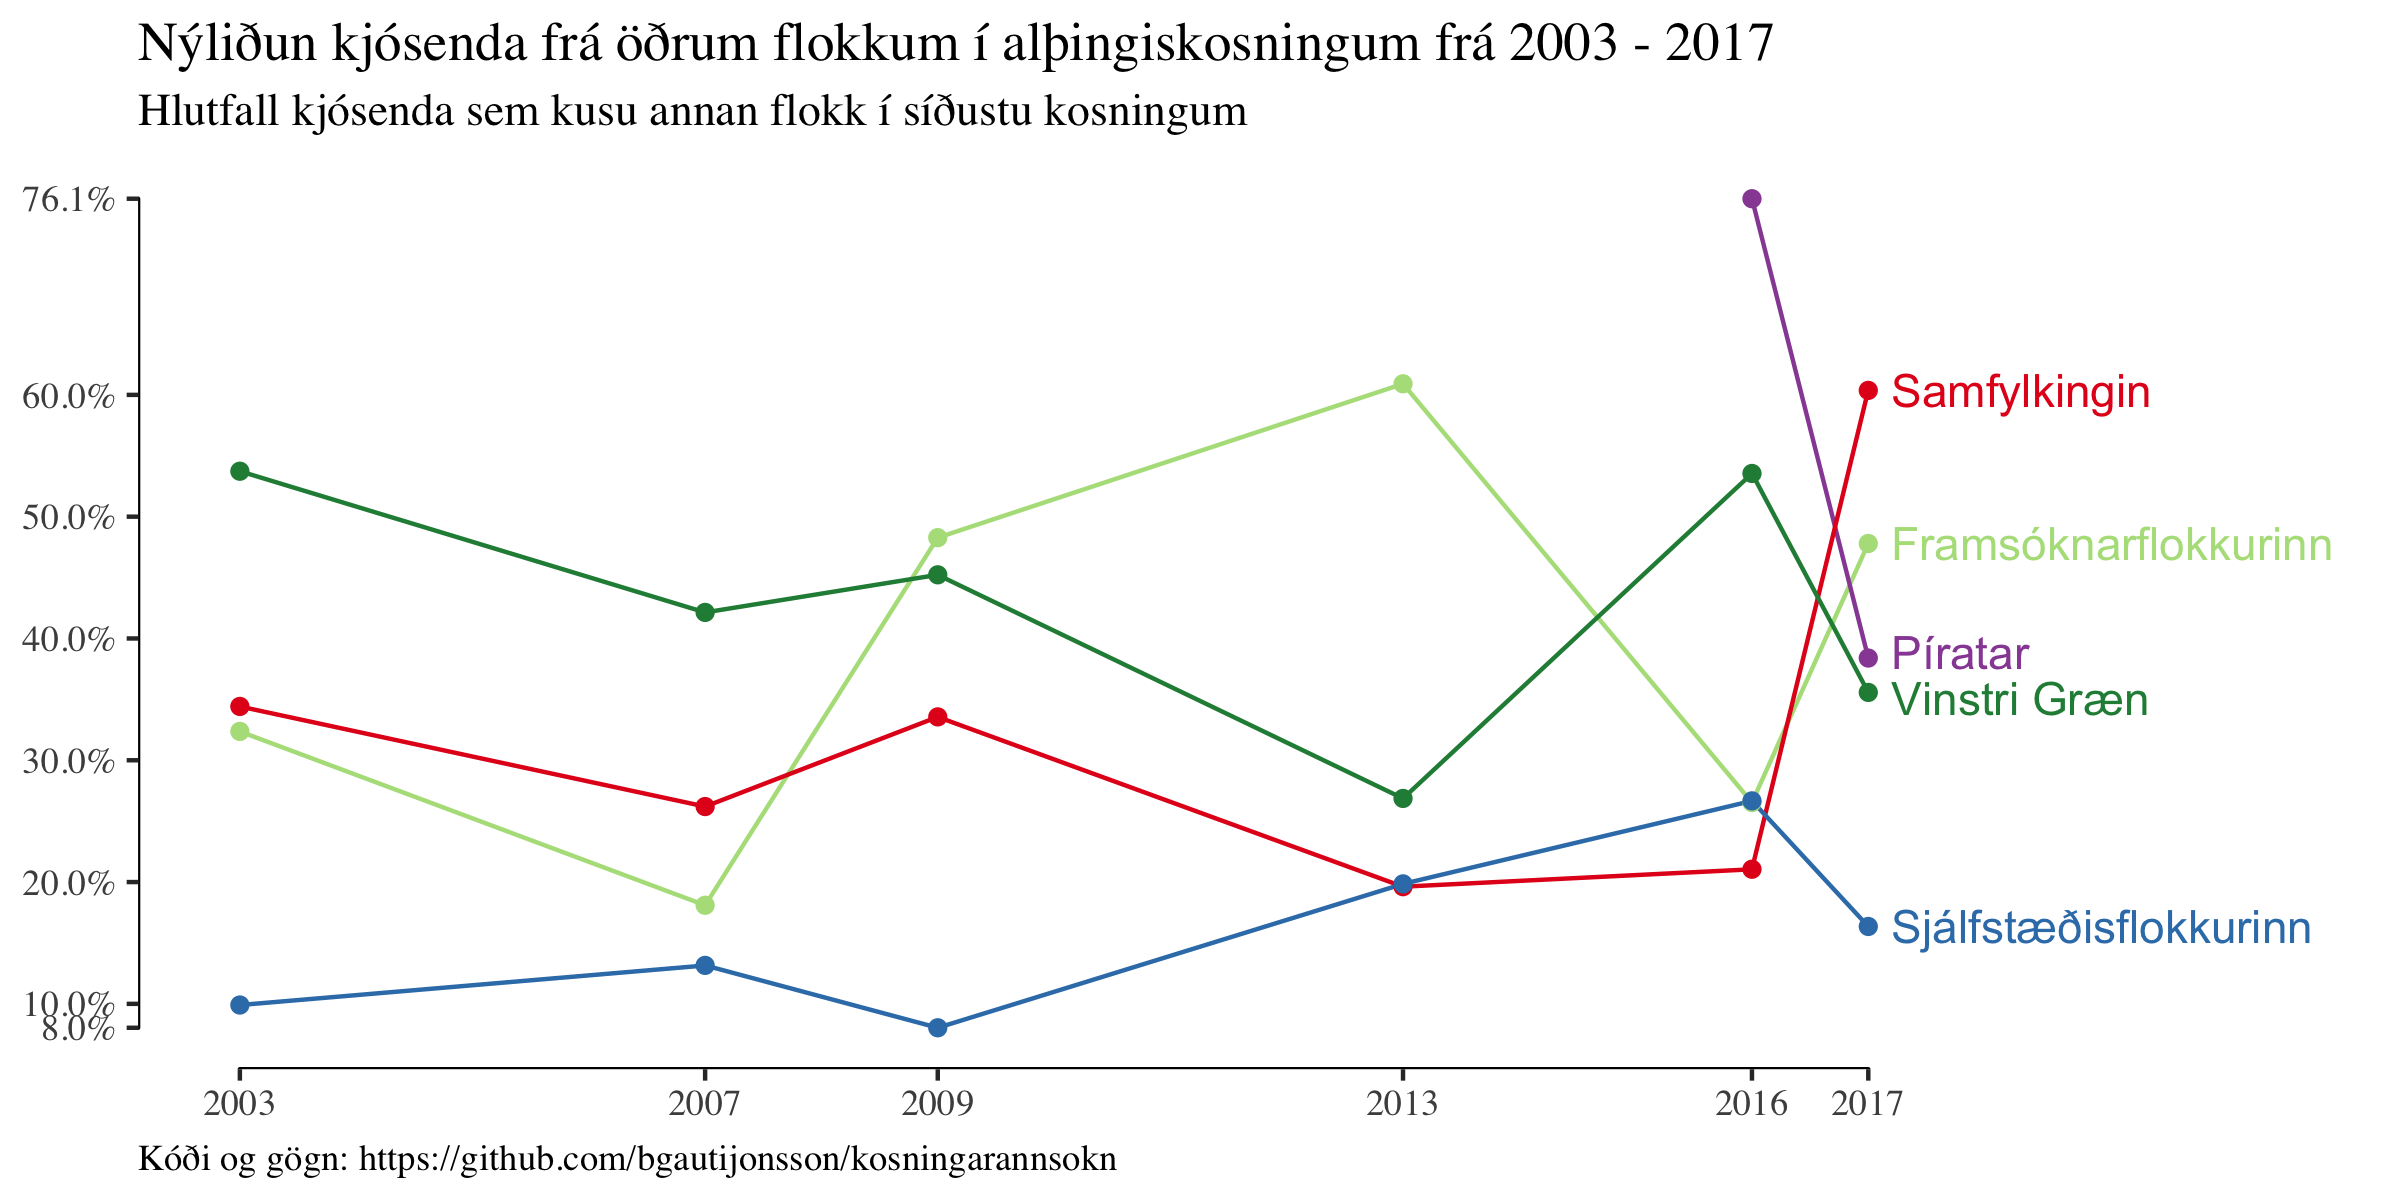 Nýliðun kjósenda frá öðrum flokkum í alþingiskosningum frá 2003 - 2017
Hlutfall kjósenda sem kusu annan flokk í síðustu kosningum
76.1%
60.0%
50.0%
40.0%
30.0%
20.0%
10.0%
8.0%
Samfylkingin
Framsóknarflokkurinn
Píratar
Vinstri Græn
Sjálfstæðisflokkurinn
2003 2007 2009 2013 2016 2017
Kóði og gögn: https://github.com/bgautijonsson/kosningarannsokn